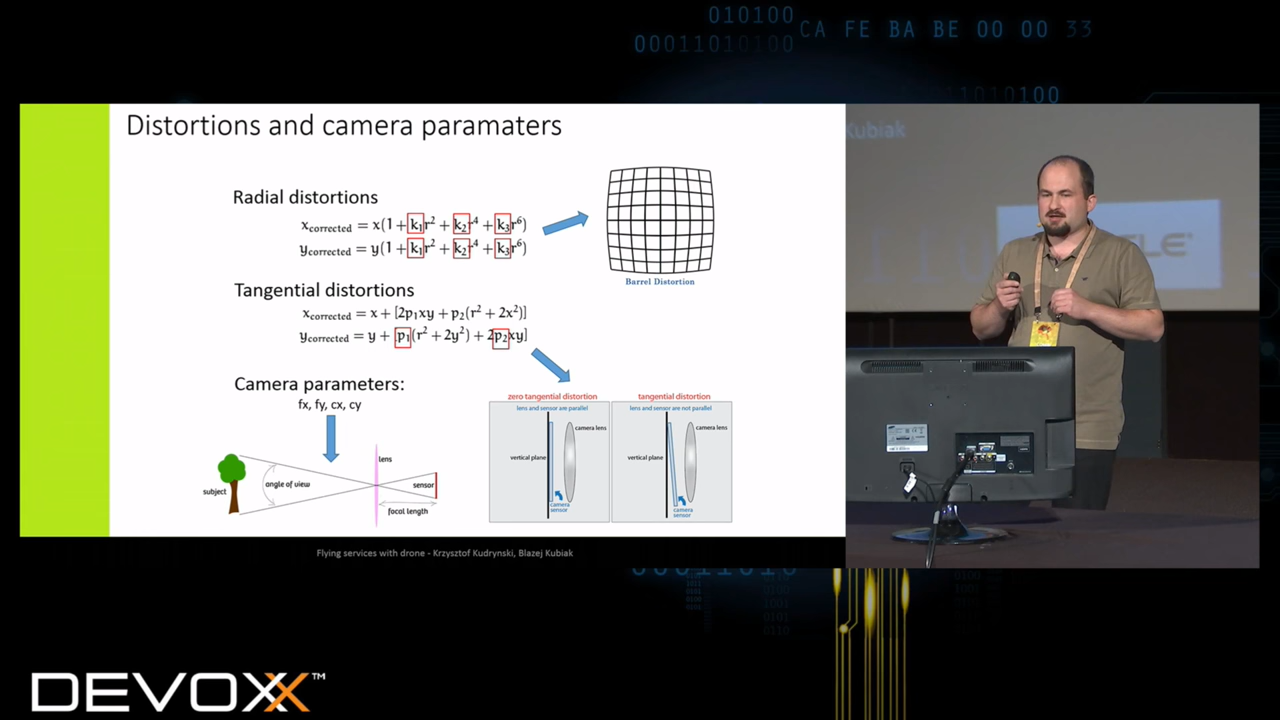 010100
00011010100
CA FE BA BE 00 00 33
1010100
Distortions and camera paramaters
Kubiak
Radial distortions
x_corrected = x(1 + k₁r² + k₂r⁴ + k₃r⁶)
y_corrected = y(1 + k₁r² + k₂r⁴ + k₃r⁶)
Barrel Distortion
Tangential distortions
x_corrected = x + [2p₁xy + p₂(r² + 2x²)]
y_corrected = y + [p₁(r² + 2y²) + 2p₂xy]
Camera parameters:
fx, fy, cx, cy
subject
angle of view
lens
sensor
focal length
zero tangential distortion
lens and sensor are parallel
camera lens
vertical plane
camera
sensor
tangential distortion
lens and sensor are not parallel
camera lens
vertical plane
camera
sensor
Flying services with drone - Krzysztof Kudrynski, Blazej Kubiak
DEVOXX™